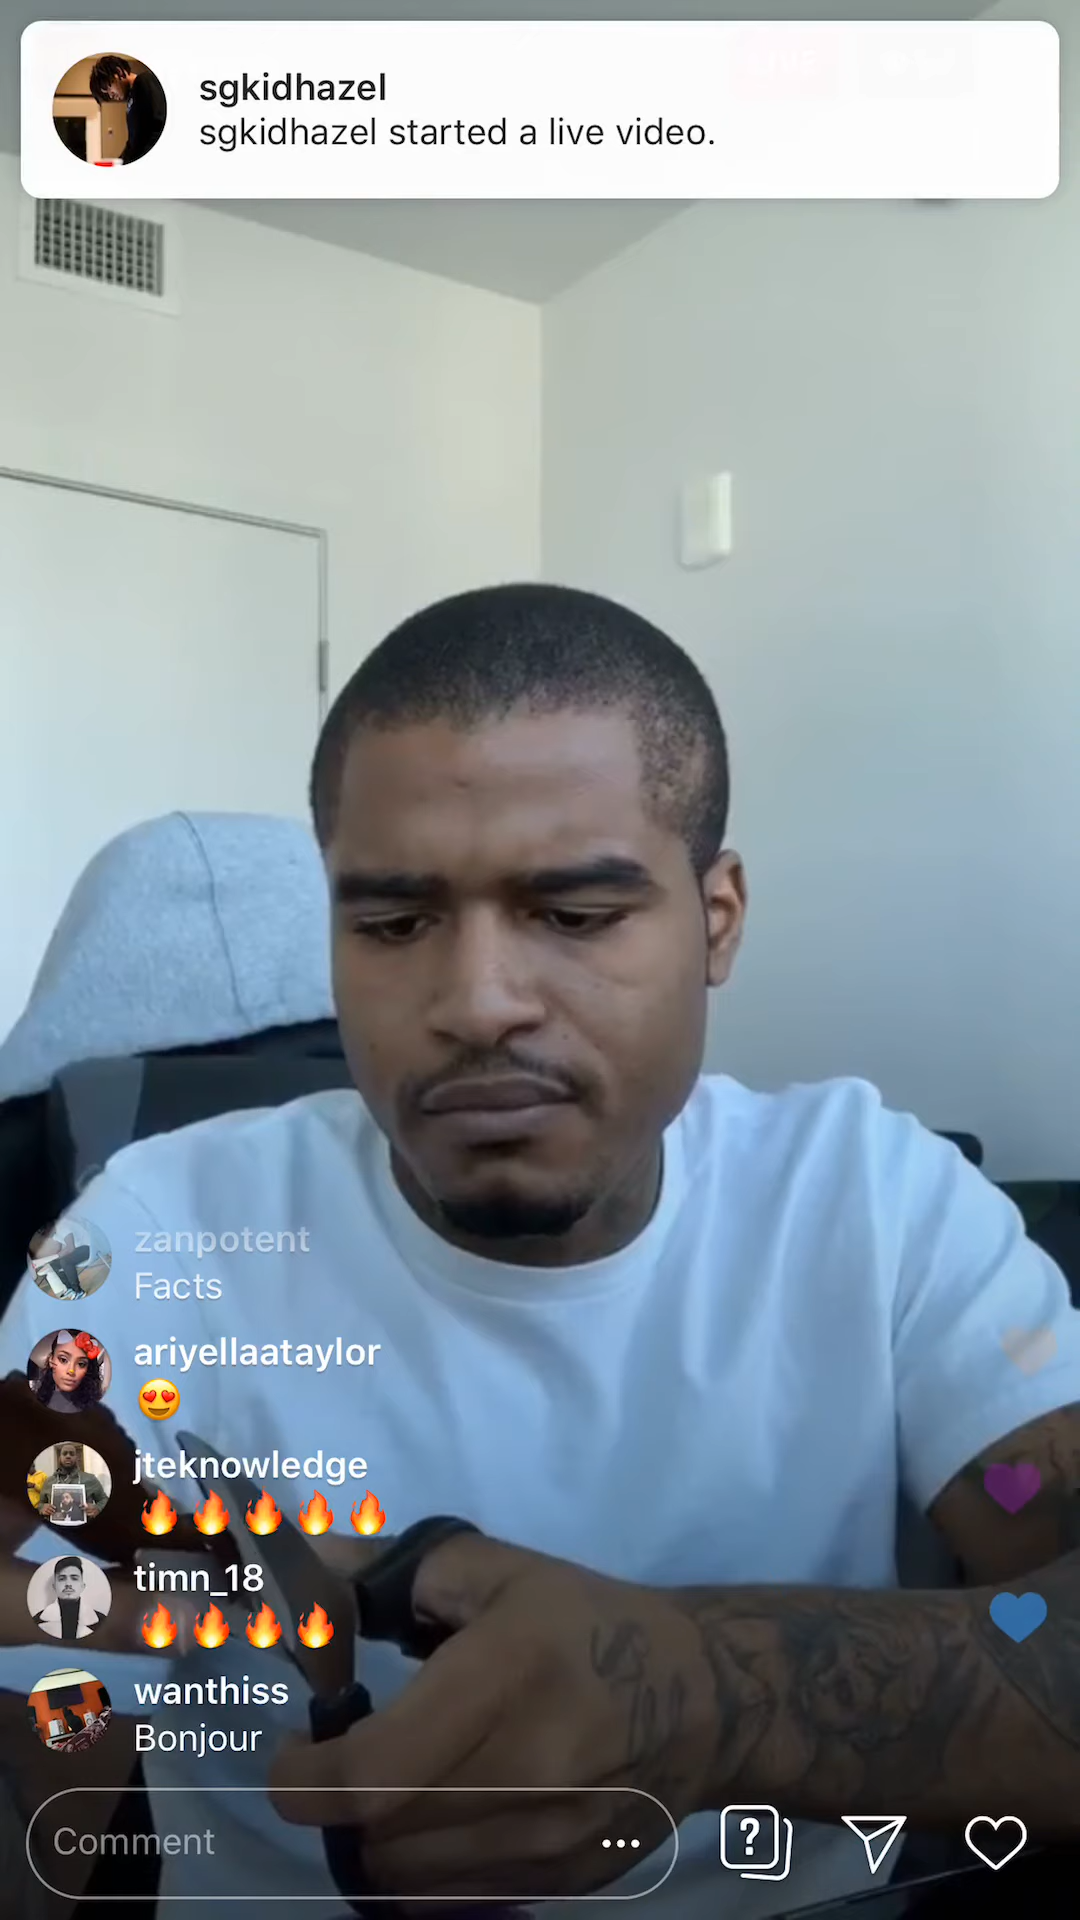 sgkidhazel
sgkidhazel started a live video.
zanpotent
Facts
ariyellaataylor
😍
jteknowledge
🔥🔥🔥🔥🔥
timn_18
🔥🔥🔥🔥
wanthiss
Bonjour
Comment
?